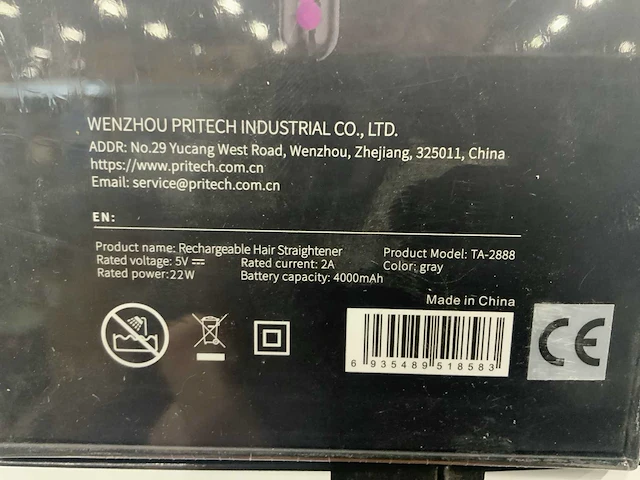 WENZHOU PRITECH INDUSTRIAL CO., LTD.
ADDR: No.29 Yucang West Road, Wenzhou, Zhejiang, 325011, China
https://www.pritech.com.cn
Email: service@pritech.com.cn
EN:
Product name: Rechargeable Hair Straightener Product Model: TA-2888
Rated voltage: 5V⎓ Rated current: 2A Color: gray
Rated power:22W Battery capacity: 4000mAh
Made in China
6 935489 518583
CE